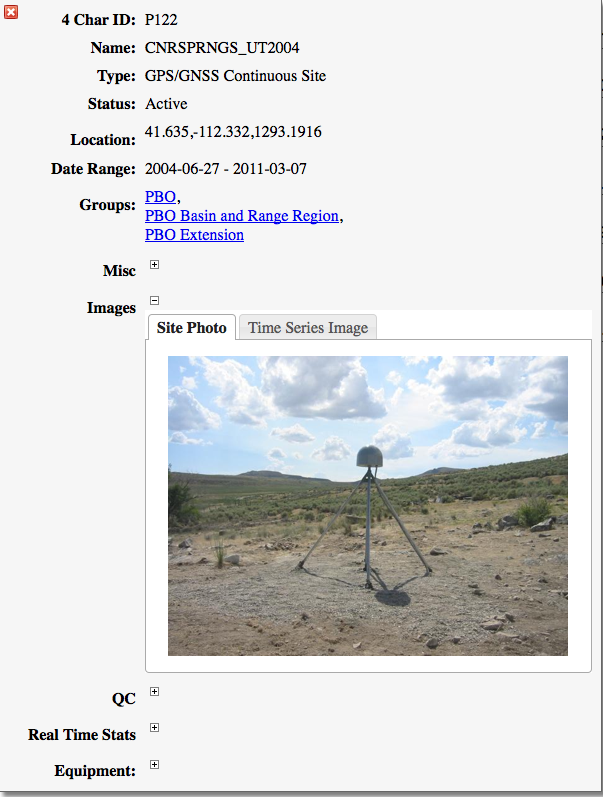 4 Char ID: P122
Name: CNRSPRNGS_UT2004
Type: GPS/GNSS Continuous Site
Status: Active
Location: 41.635,-112.332,1293.1916
Date Range: 2004-06-27 - 2011-03-07
Groups: PBO,
PBO Basin and Range Region,
PBO Extension
Misc
Images
Site Photo Time Series Image
QC
Real Time Stats
Equipment: